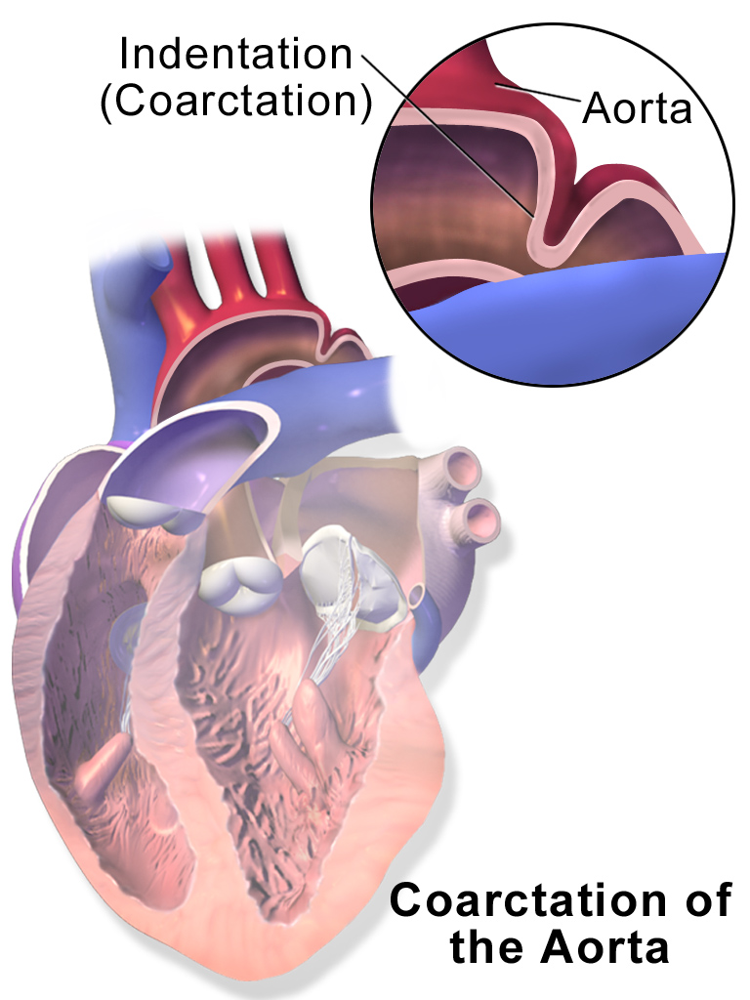 Indentation
(Coarctation)
Aorta
Coarctation of
the Aorta